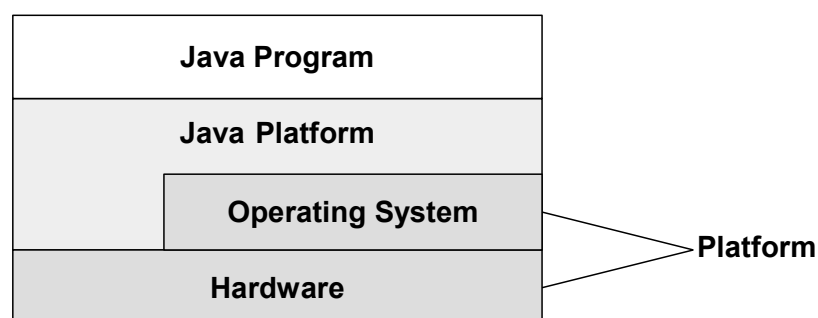 Java Program
Java Platform
Operating System
Platform
Hardware